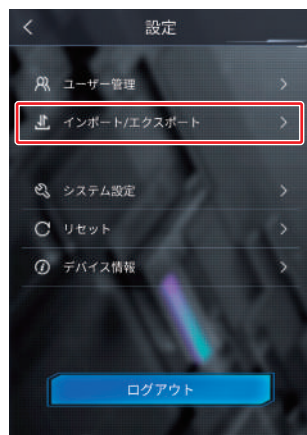 設定
ユーザー管理
インポート/エクスポート
システム設定
リセット
デバイス情報
ログアウト